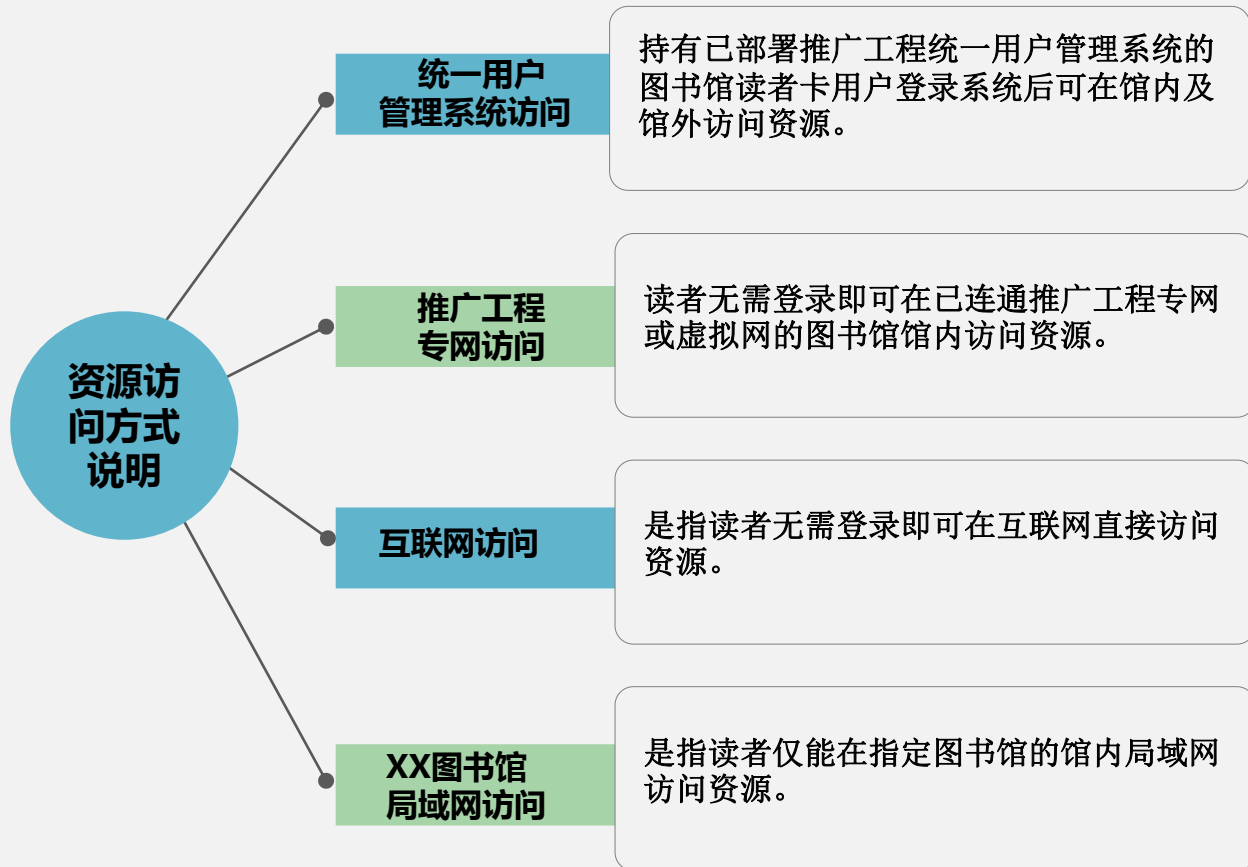 资源访
问方式
说明
统一用户
管理系统访问
持有已部署推广工程统一用户管理系统的
图书馆读者卡用户登录系统后可在馆内及
馆外访问资源。
推广工程
专网访问
读者无需登录即可在已连通推广工程专网
或虚拟网的图书馆馆内访问资源。
互联网访问
是指读者无需登录即可在互联网直接访问
资源。
XX图书馆
局域网访问
是指读者仅能在指定图书馆的馆内局域网
访问资源。